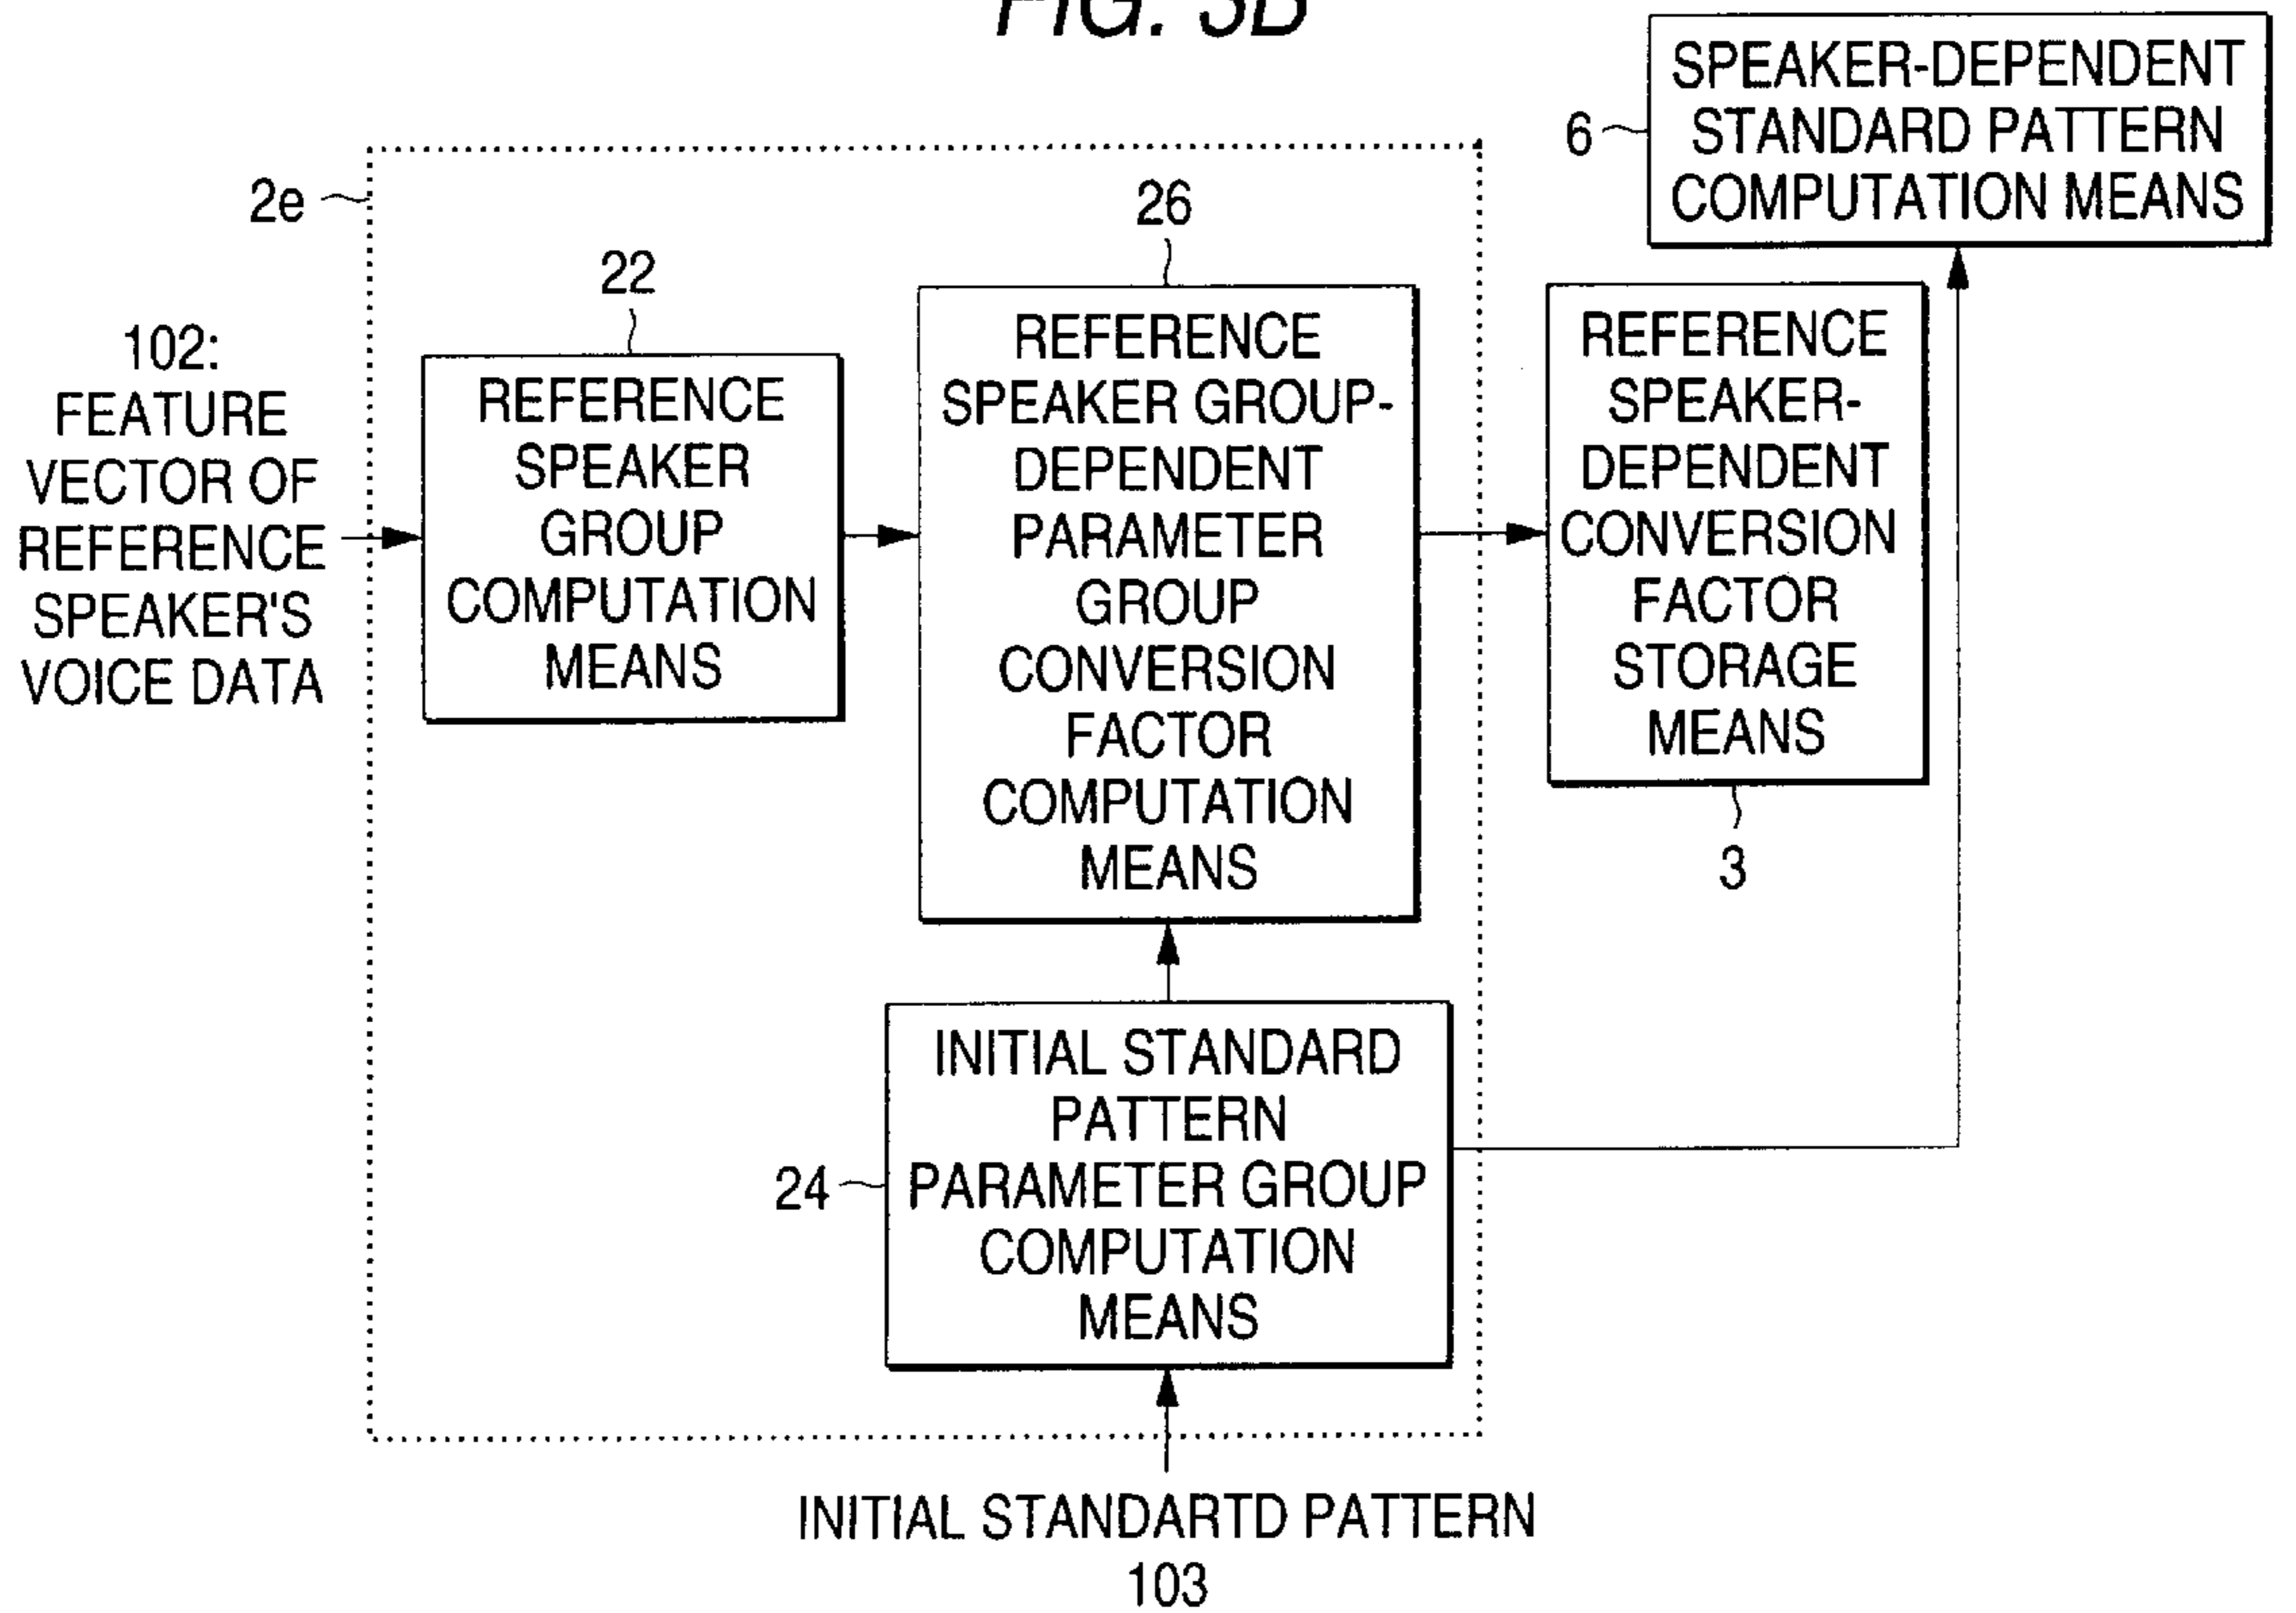 FIG. 5B
SPEAKER-DEPENDENT
STANDARD PATTERN
COMPUTATION MEANS
6
2e
26
22
102:
FEATURE
VECTOR OF
REFERENCE
SPEAKER'S
VOICE DATA
REFERENCE
SPEAKER
GROUP
COMPUTATION
MEANS
REFERENCE
SPEAKER GROUP-
DEPENDENT
PARAMETER
GROUP
CONVERSION
FACTOR
COMPUTATION
MEANS
REFERENCE
SPEAKER-
DEPENDENT
CONVERSION
FACTOR
STORAGE
MEANS
3
24
INITIAL STANDARD
PATTERN
PARAMETER GROUP
COMPUTATION
MEANS
INITIAL STANDARTD PATTERN
103